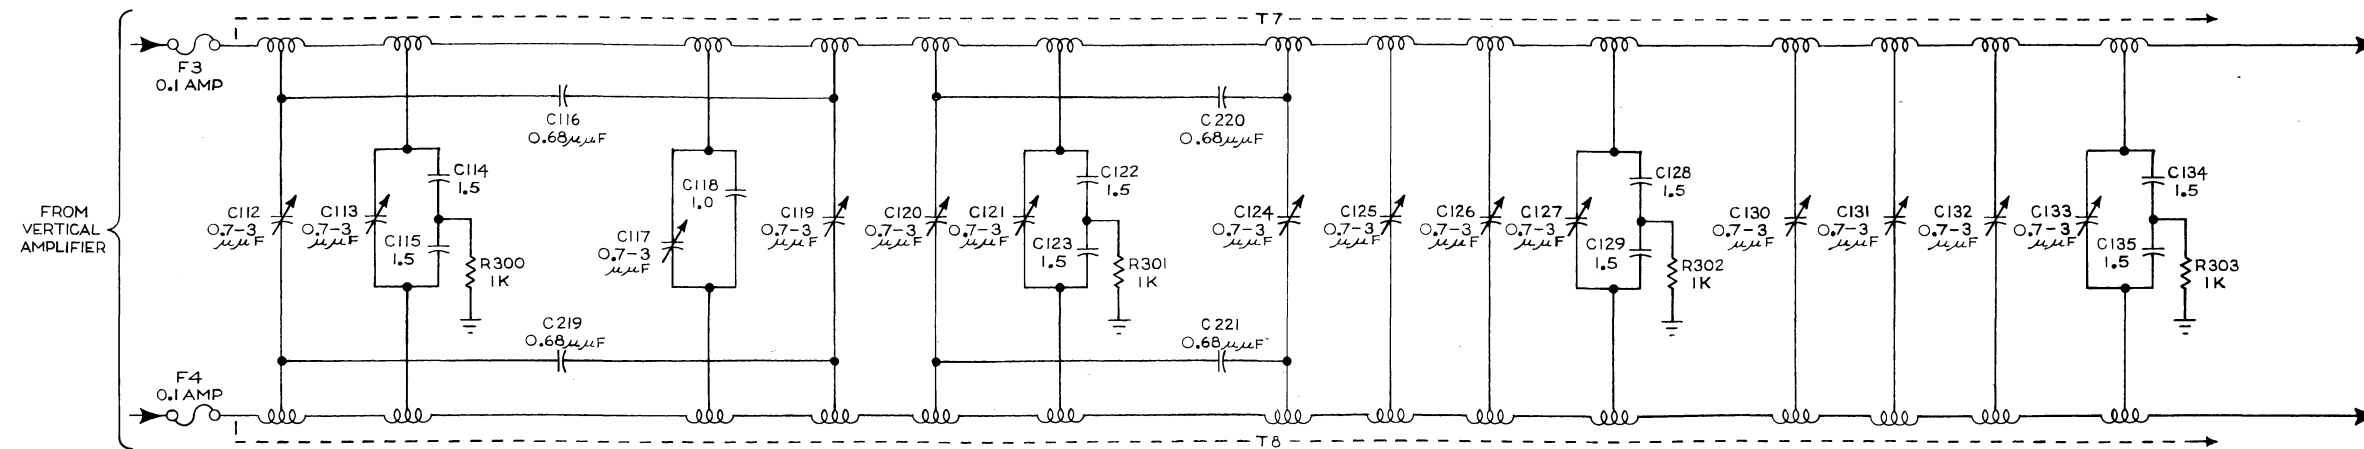 T7
1
F3
0.1 AMP
C116
0.68μμF
C220
0.68μμF
C114
1.5
C118
1.0
C122
1.5
C128
1.5
C134
1.5
FROM
VERTICAL
AMPLIFIER
C112
0.7-3
μμF
C113
0.7-3
μμF
C115
1.5
R300
1K
C117
0.7-3
μμF
C119
0.7-3
μμF
C120
0.7-3
μμF
C121
0.7-3
μμF
C123
1.5
R301
1K
C124
0.7-3
μμF
C125
0.7-3
μμF
C126
0.7-3
μμF
C127
0.7-3
μμF
C129
1.5
R302
1K
C130
0.7-3
μμF
C131
0.7-3
μμF
C132
0.7-3
μμF
C133
0.7-3
μμF
C135
1.5
R303
1K
C219
0.68μμF
C221
0.68μμF
F4
0.1 AMP
1
T8